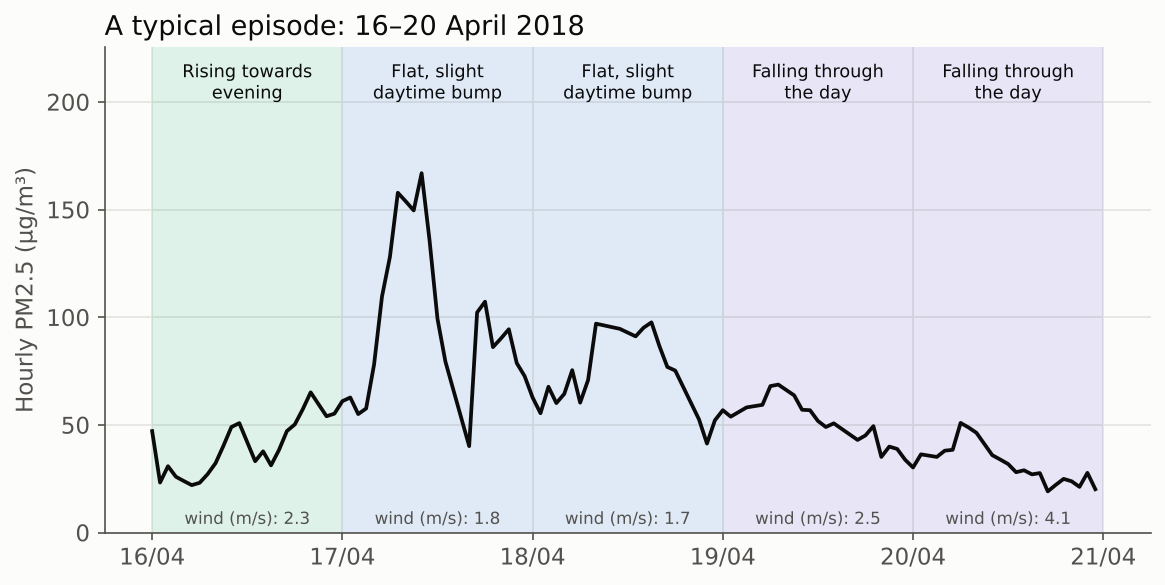 A typical episode: 16–20 April 2018
Rising towards
evening
Flat, slight
daytime bump
Flat, slight
daytime bump
Falling through
the day
Falling through
the day
Hourly PM2.5 (µg/m³)
200
150
100
50
0
wind (m/s): 2.3
wind (m/s): 1.8
wind (m/s): 1.7
wind (m/s): 2.5
wind (m/s): 4.1
16/04
17/04
18/04
19/04
20/04
21/04